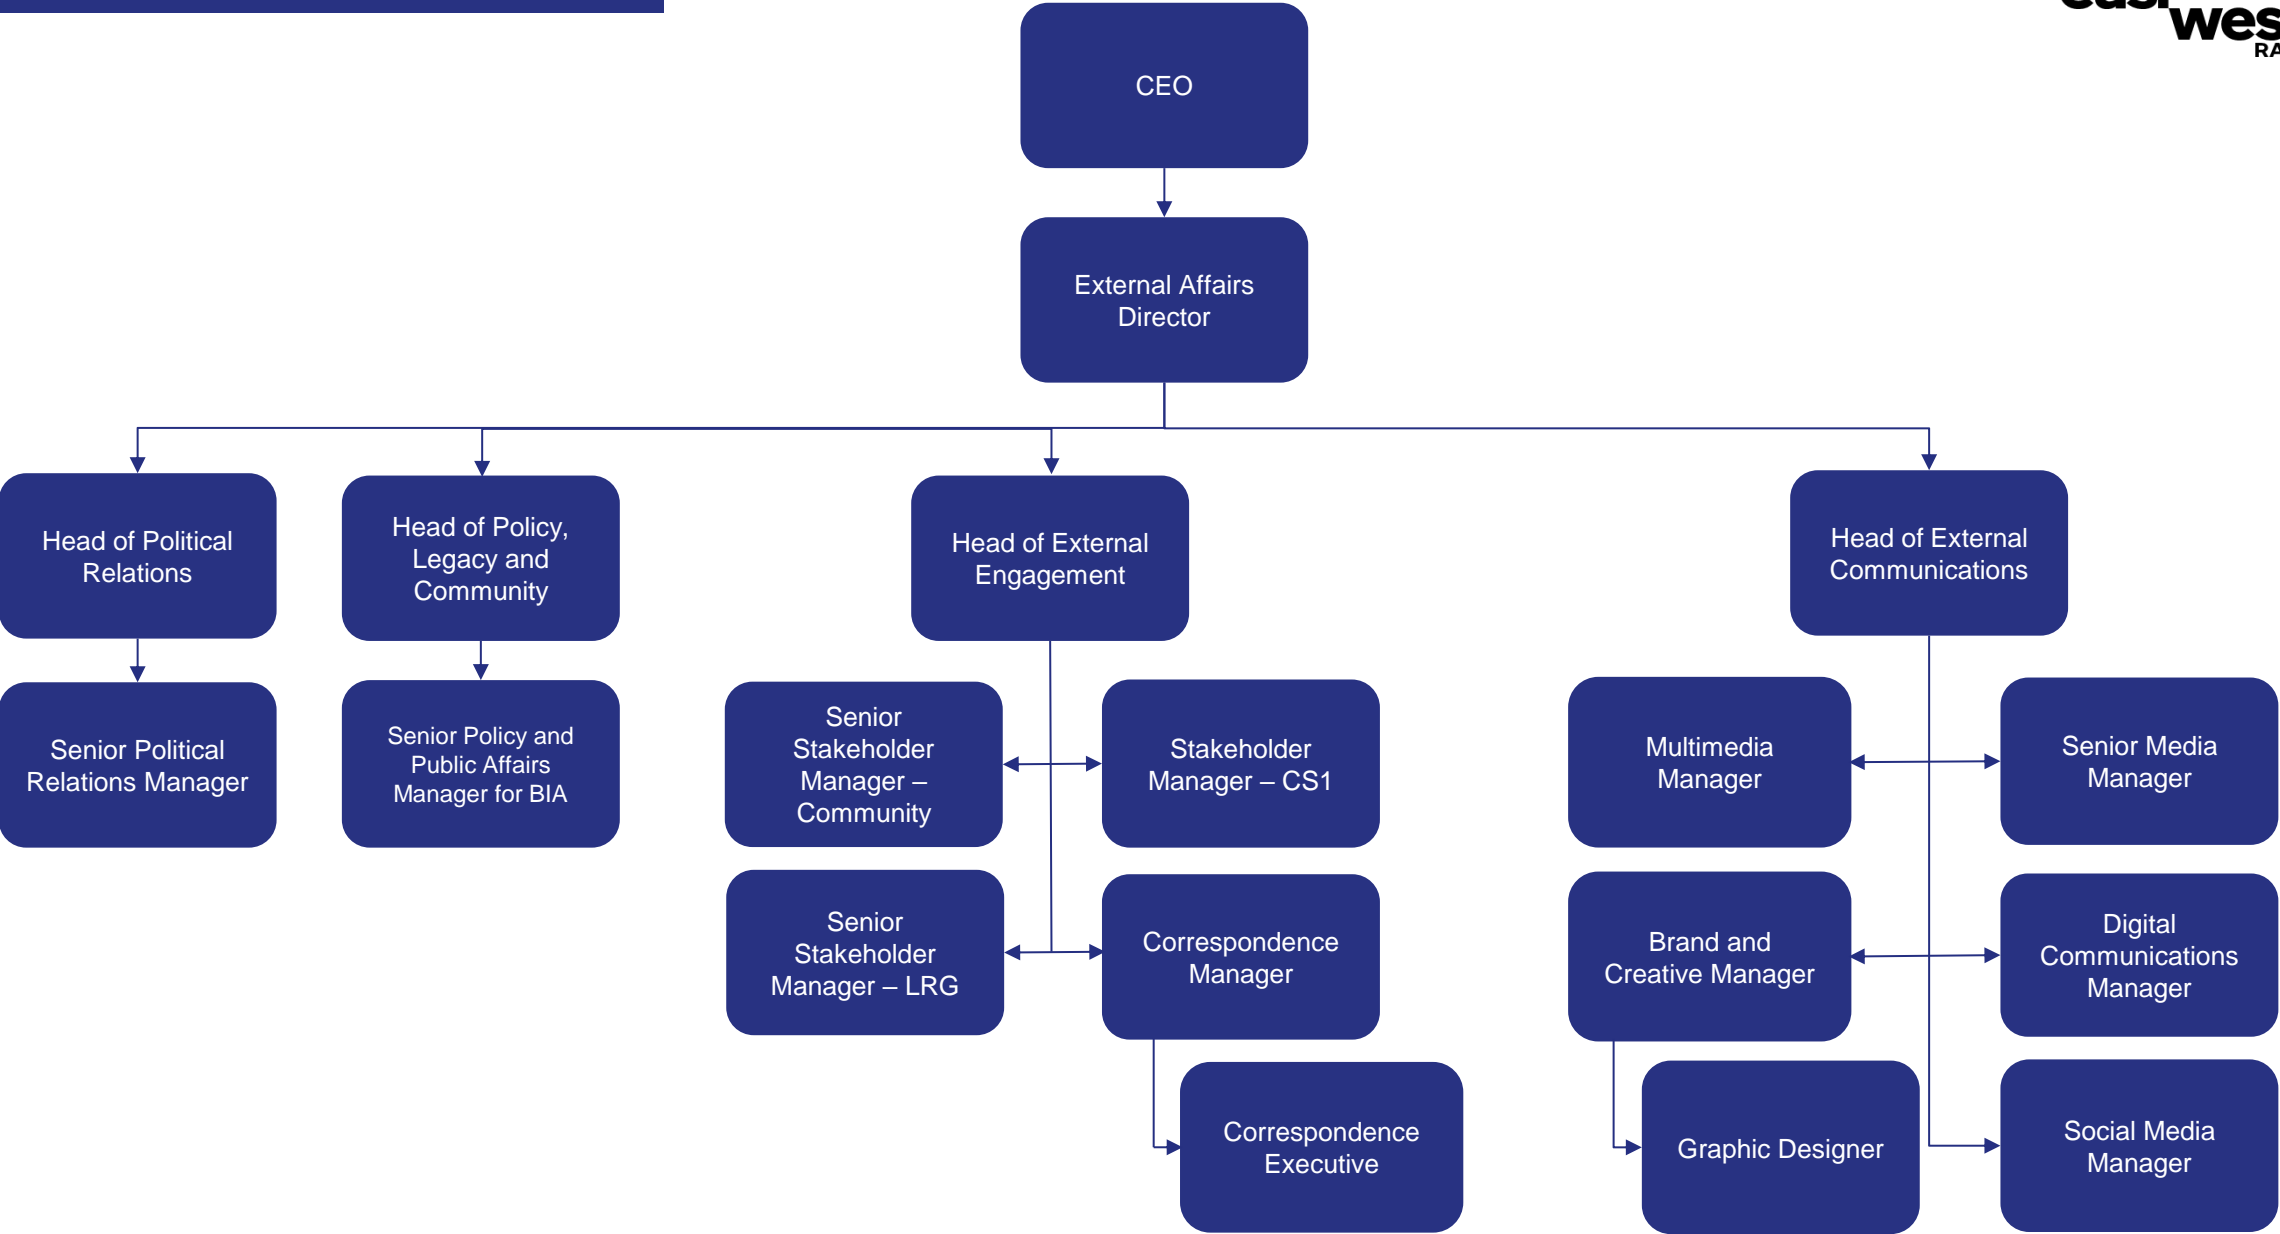 wes
RA
CEO
External Affairs
Director
Head of Political
Relations
Head of Policy,
Legacy and
Community
Head of External
Engagement
Head of External
Communications
Senior Political
Relations Manager
Senior Policy and
Public Affairs
Manager for BIA
Senior
Stakeholder
Manager –
Community
Stakeholder
Manager – CS1
Multimedia
Manager
Senior Media
Manager
Senior
Stakeholder
Manager – LRG
Correspondence
Manager
Brand and
Creative Manager
Digital
Communications
Manager
Correspondence
Executive
Graphic Designer
Social Media
Manager